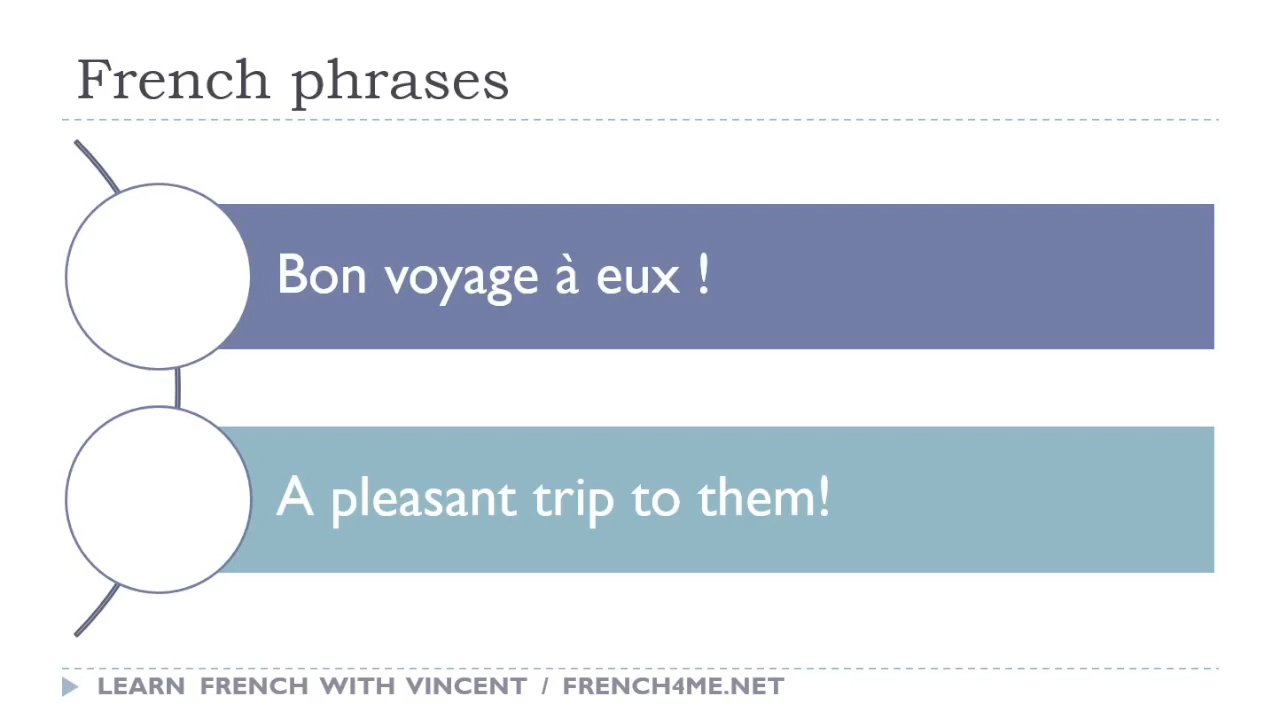 French phrases
Bon voyage à eux !
A pleasant trip to them!
LEARN FRENCH WITH VINCENT / FRENCH4ME.NET